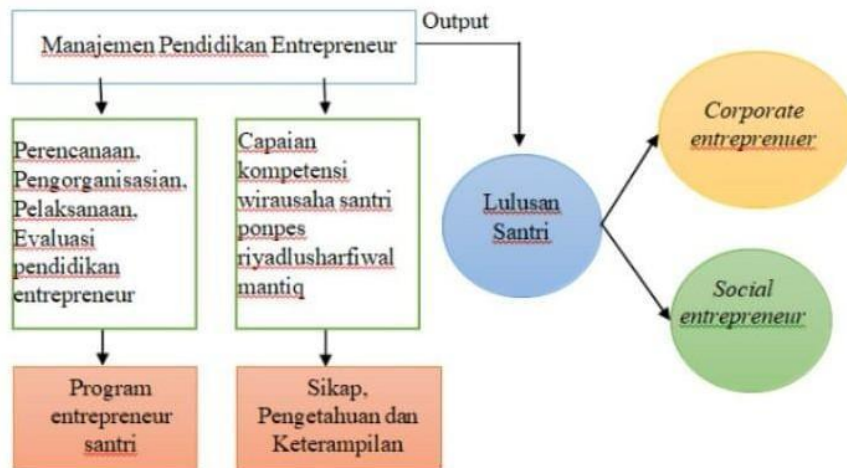 Manajemen Pendidikan Entrepreneur
Output
Perencanaan,
Pengorganisasian,
Pelaksanaan,
Evaluasi
pendidikan
entrepreneur
Capaian
kompetensi
wirausaha santri
ponpes
riyadlusharfiwal
mantiq
Lulusan
Santri
Corporate
entreprenuer
Social
entrepreneur
Program
entrepreneur
santri
Sikap,
Pengetahuan dan
Keterampilan